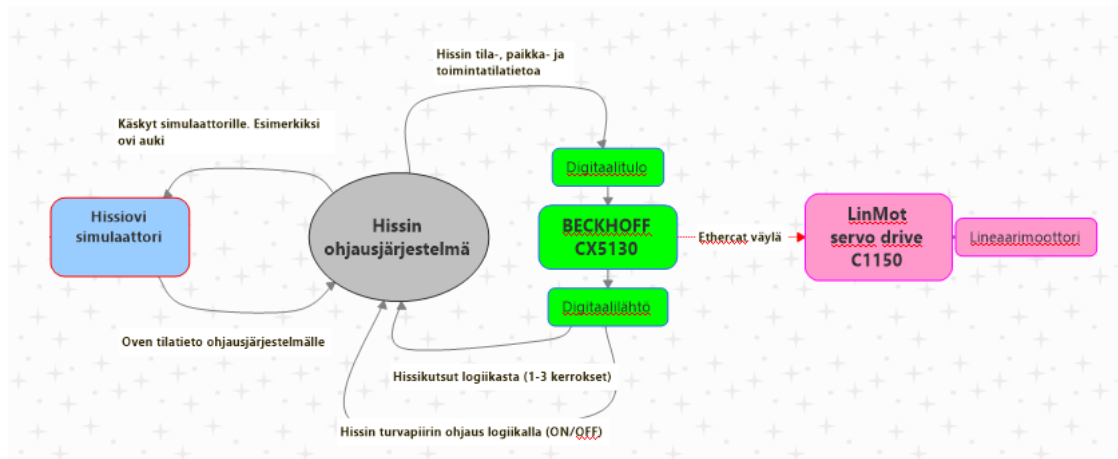 Hissin tila-, paikka- ja
toimintatilatietoa
Käskyt simulaattorille. Esimerkiksi
ovi auki
Digitaalitulo
Hissiovi
simulaattori
Hissin
ohjausjärjestelmä
BECKHOFF
CX5130
Ethercat väylä
LinMot
servo drive
C1150
Lineaarimoottori
Digitaalilähtö
Oven tilatieto ohjausjärjestelmälle
Hissikutsut logiikasta (1-3 kerrokset)
Hissin turvapiirin ohjaus logiikalla (ON/OFF)